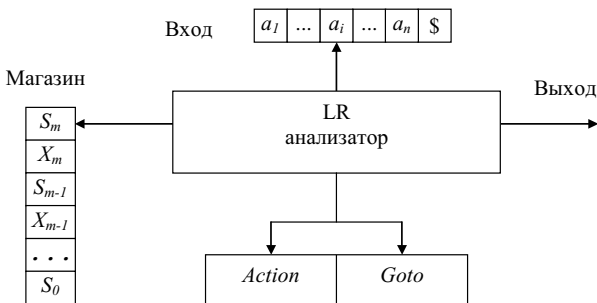 Вход
a1 ... ai ... an $
Магазин
LR
анализатор
Выход
Sm
Xm
Sm-1
Xm-1
. . .
S0
Action Goto